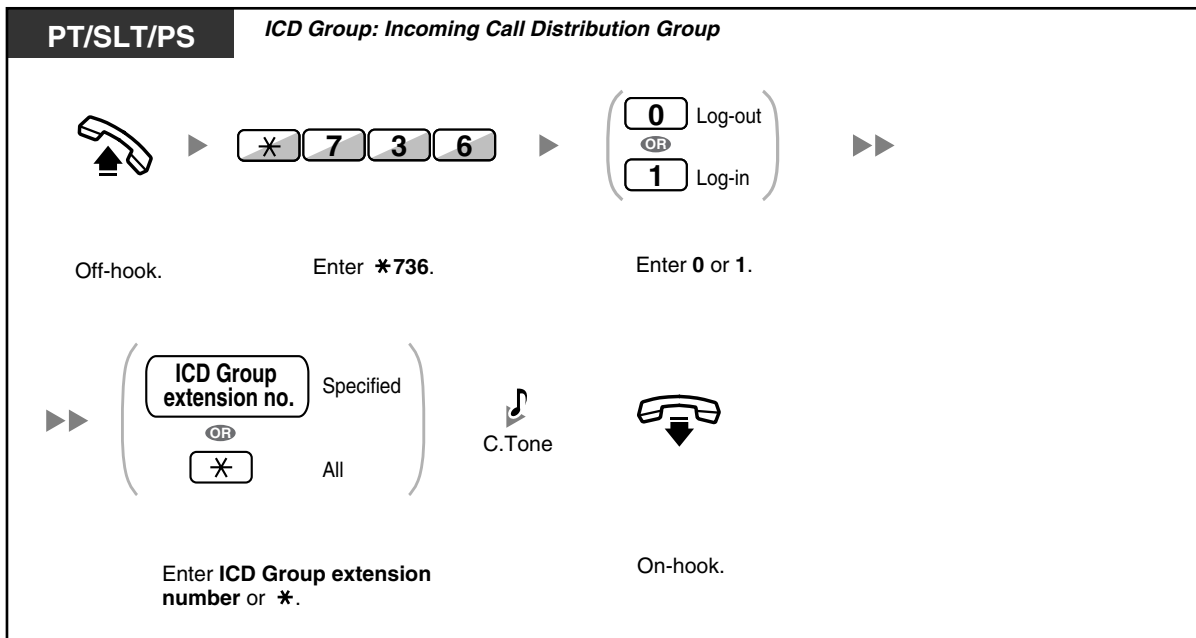 PT/SLT/PS
ICD Group: Incoming Call Distribution Group
* 7 3 6
0 Log-out
OR
1 Log-in
Off-hook.
Enter *736.
Enter 0 or 1.
ICD Group
extension no.
Specified
OR
* All
C.Tone
Enter ICD Group extension
number or *.
On-hook.